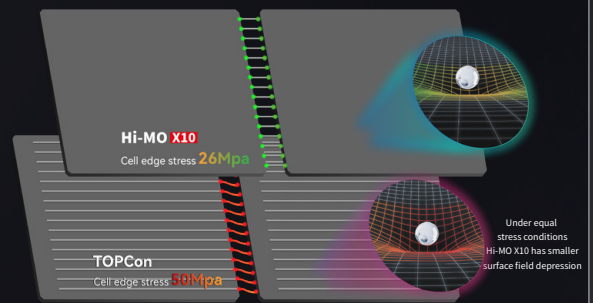 Hi-MO X10
Cell edge stress 26Mpa
TOPCon
Cell edge stress 50Mpa
Under equal
stress conditions
Hi-MO X10 has smaller
surface field depression